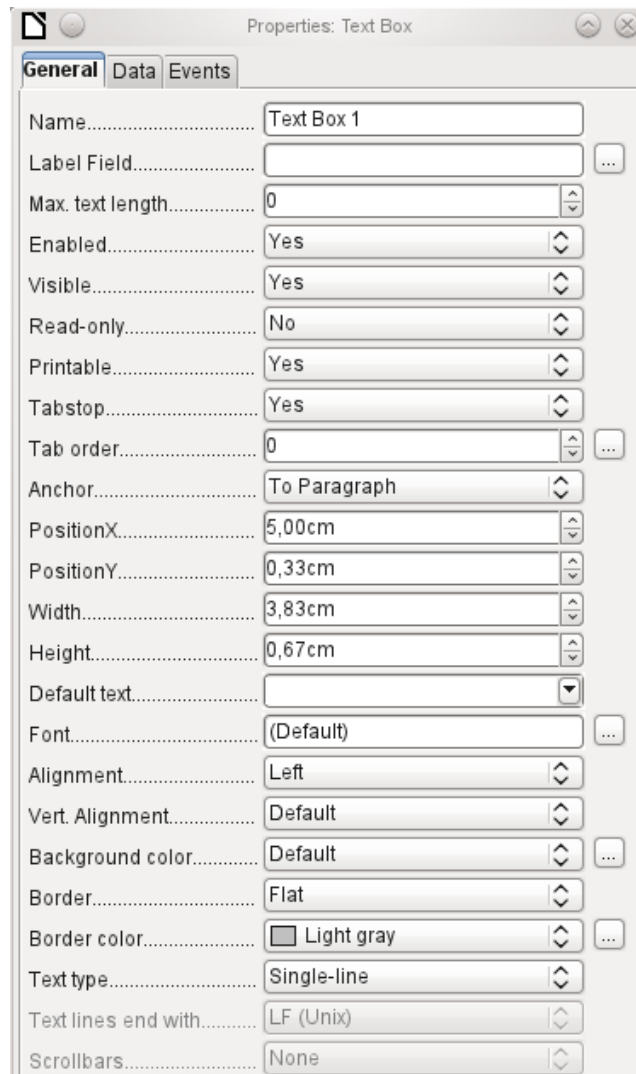 Properties: Text Box
General Data Events
Name.............................. Text Box 1
Label Field...................... ...
Max. text length................ 0
Enabled.......................... Yes
Visible............................ Yes
Read-only........................ No
Printable......................... Yes
Tabstop........................... Yes
Tab order......................... 0 ...
Anchor............................ To Paragraph
PositionX......................... 5,00cm
PositionY......................... 0,33cm
Width.............................. 3,83cm
Height............................. 0,67cm
Default text......................
Font................................ (Default) ...
Alignment........................ Left
Vert. Alignment................ Default
Background color............ Default ...
Border............................. Flat
Border color..................... Light gray ...
Text type.......................... Single-line
Text lines end with.......... LF (Unix)
Scrollbars........................ None